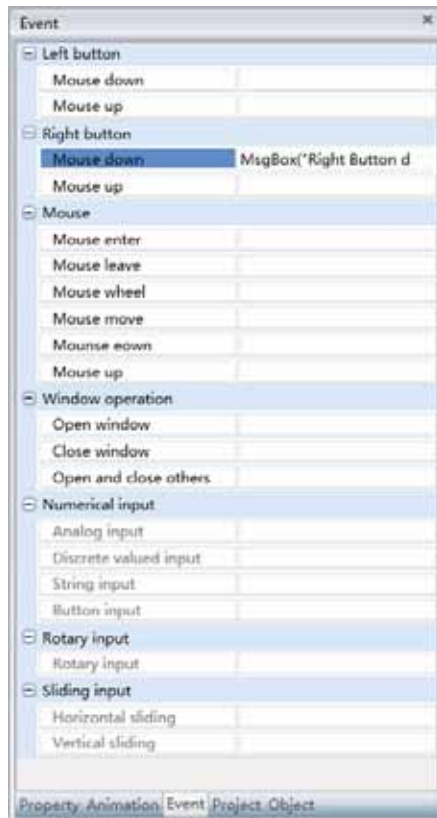 Event
Left button
Mouse down
Mouse up
Right button
Mouse down MsgBox("Right Button d
Mouse up
Mouse
Mouse enter
Mouse leave
Mouse wheel
Mouse move
Mounse eown
Mouse up
Window operation
Open window
Close window
Open and close others
Numerical input
Analog input
Discrete valued input
String input
Button input
Rotary input
Rotary input
Sliding input
Horizontal sliding
Vertical sliding
Property Animation Event Project Object